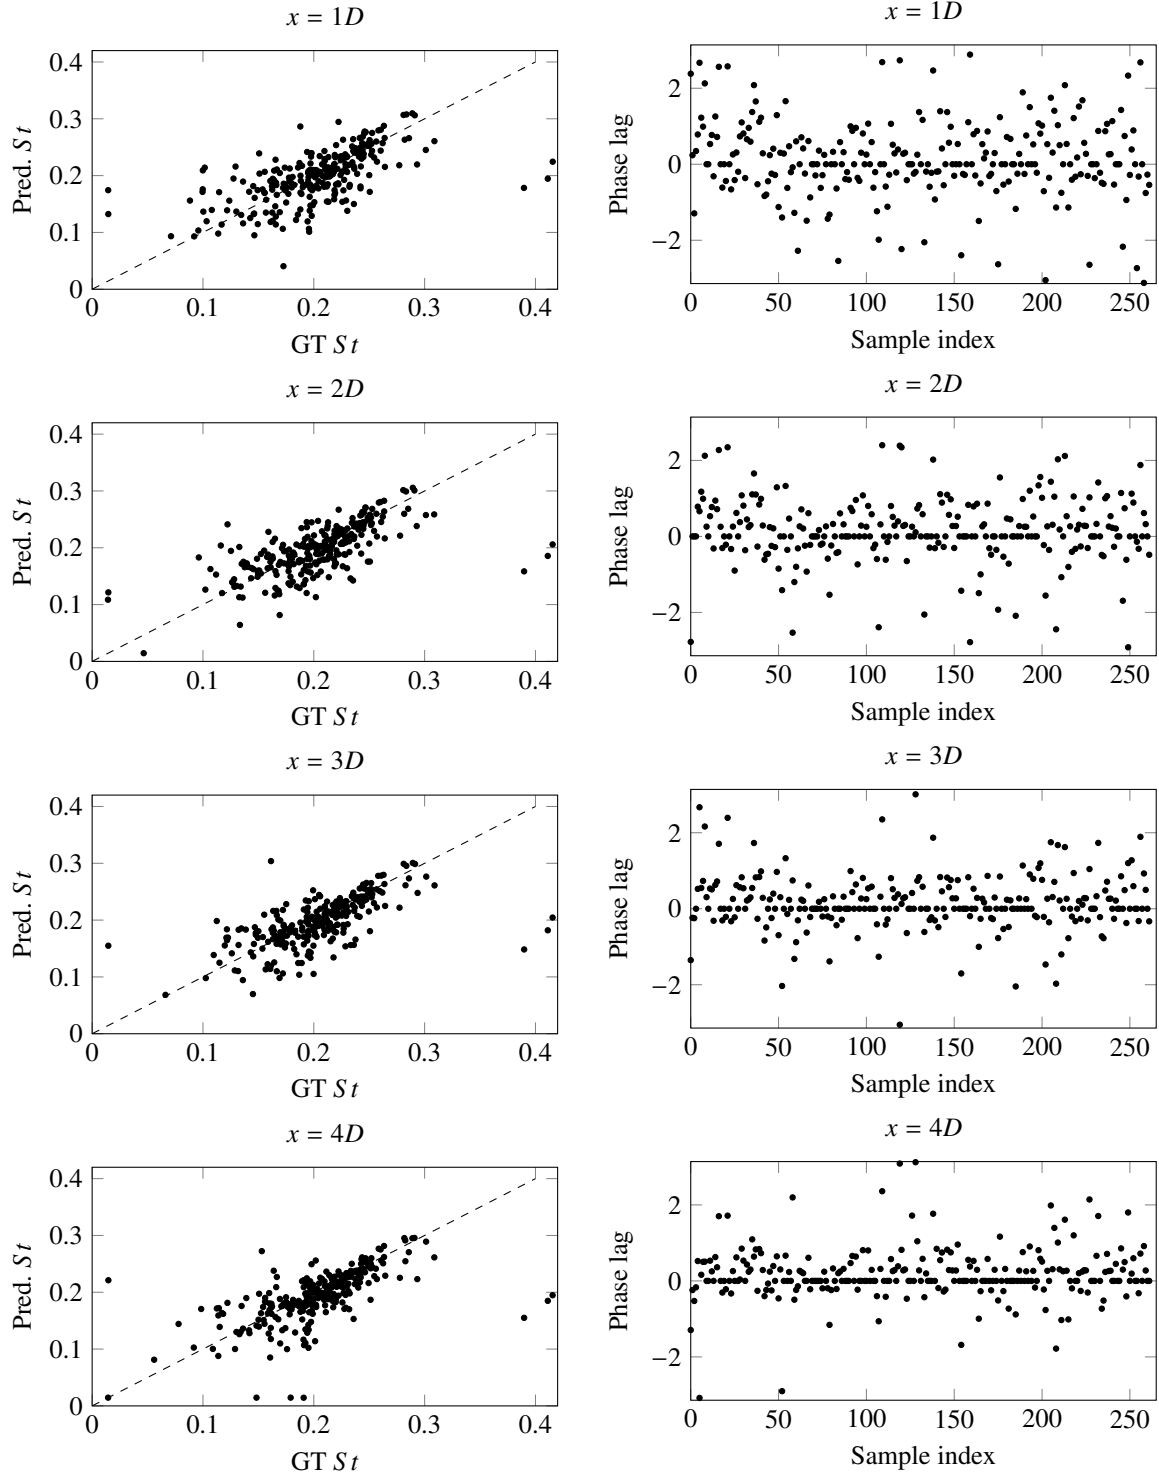 x = 1D
x = 1D
0.4
0.3
0.2
0.1
0
Pred. St
0 0.1 0.2 0.3 0.4
GT St
2
0
−2
Phase lag
0 50 100 150 200 250
Sample index
x = 2D
x = 2D
0.4
0.3
0.2
0.1
0
Pred. St
0 0.1 0.2 0.3 0.4
GT St
2
0
−2
Phase lag
0 50 100 150 200 250
Sample index
x = 3D
x = 3D
0.4
0.3
0.2
0.1
0
Pred. St
0 0.1 0.2 0.3 0.4
GT St
2
0
−2
Phase lag
0 50 100 150 200 250
Sample index
x = 4D
x = 4D
0.4
0.3
0.2
0.1
0
Pred. St
0 0.1 0.2 0.3 0.4
GT St
2
0
−2
Phase lag
0 50 100 150 200 250
Sample index